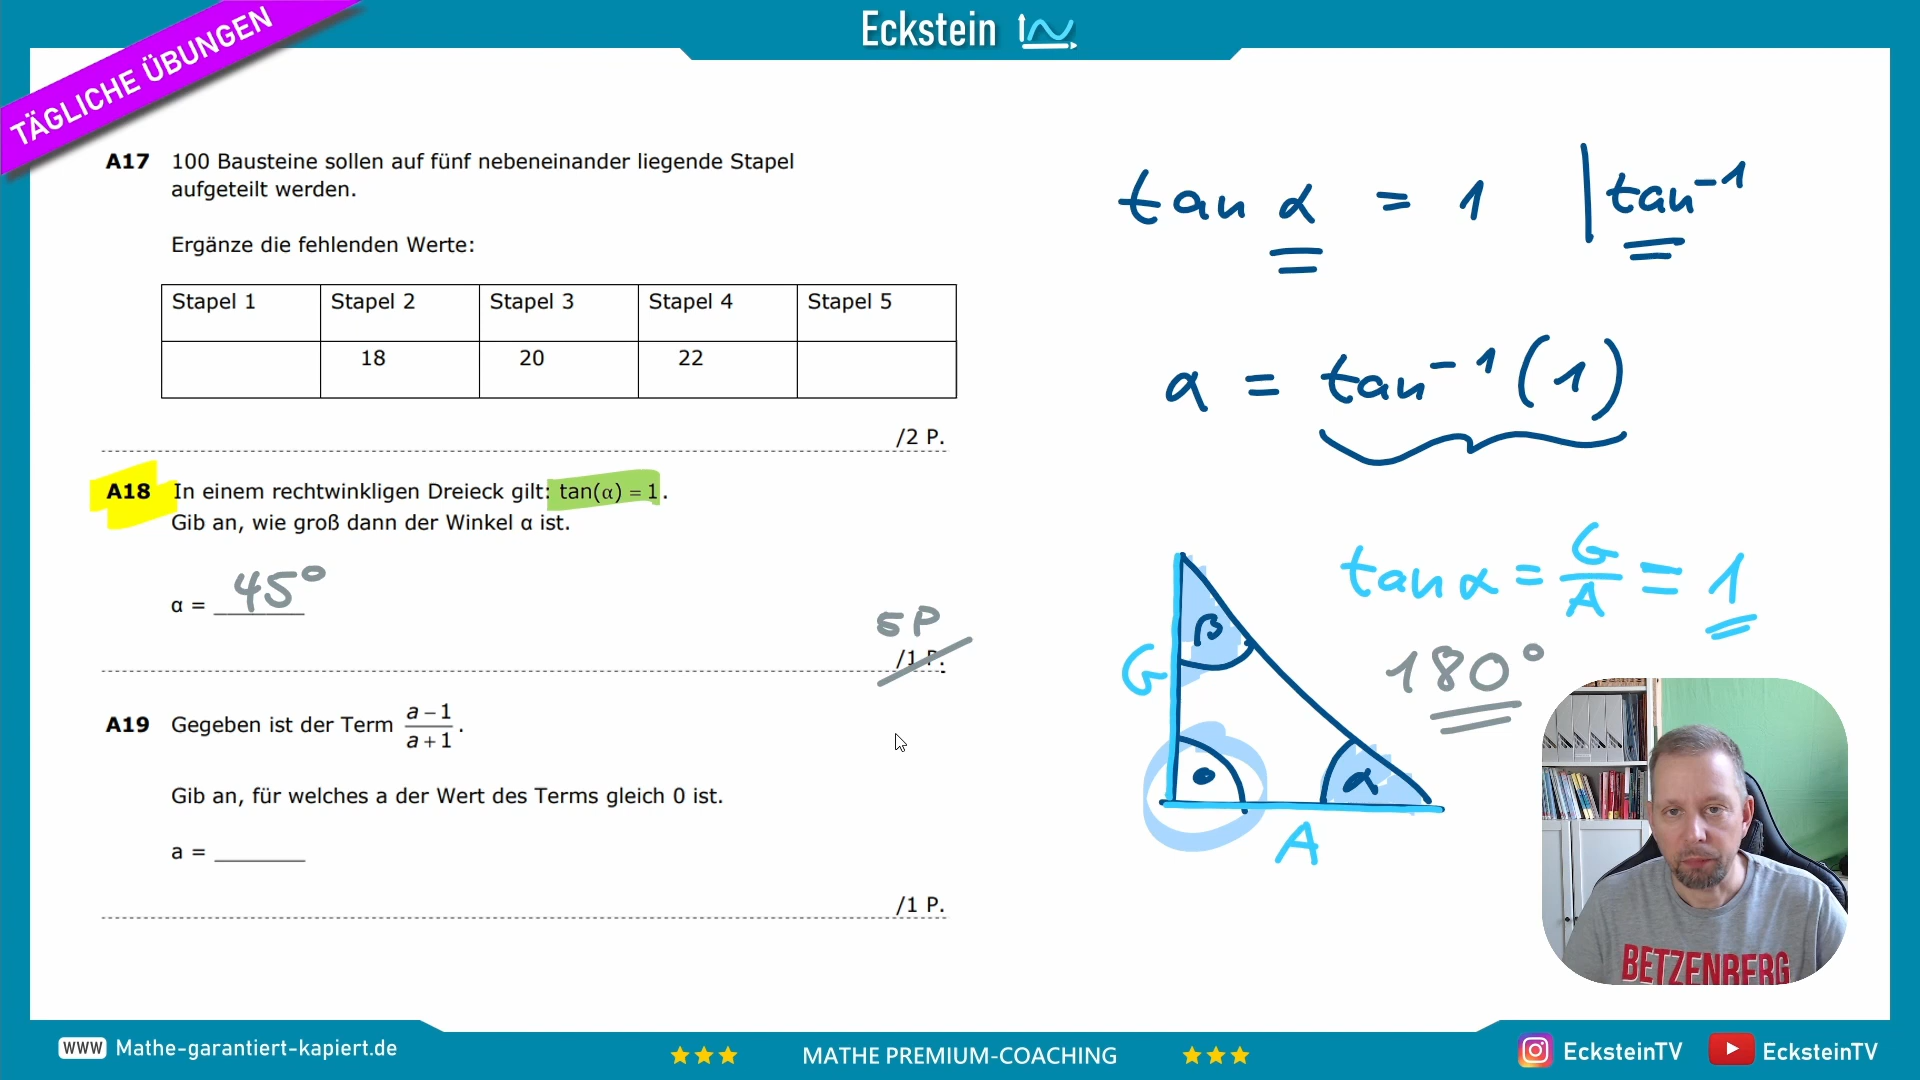 TÄGLICHE ÜBUNGEN
Eckstein
A17 100 Bausteine sollen auf fünf nebeneinander liegende Stapel
aufgeteilt werden.
Ergänze die fehlenden Werte:
Stapel 1 Stapel 2 Stapel 3 Stapel 4 Stapel 5
18 20 22
/2 P.
A18 In einem rechtwinkligen Dreieck gilt: tan(α) = 1.
Gib an, wie groß dann der Winkel α ist.
α = 45°
5P
/1 P.
A19 Gegeben ist der Term a − 1 / a + 1.
Gib an, für welches a der Wert des Terms gleich 0 ist.
a = ______
/1 P.
tan α = 1 | tan⁻¹
α = tan⁻¹(1)
tan α = G/A = 1
180°
β
G
α
A
BETZENBERG
WWW Mathe-garantiert-kapiert.de
MATHE PREMIUM-COACHING
EcksteinTV
EcksteinTV